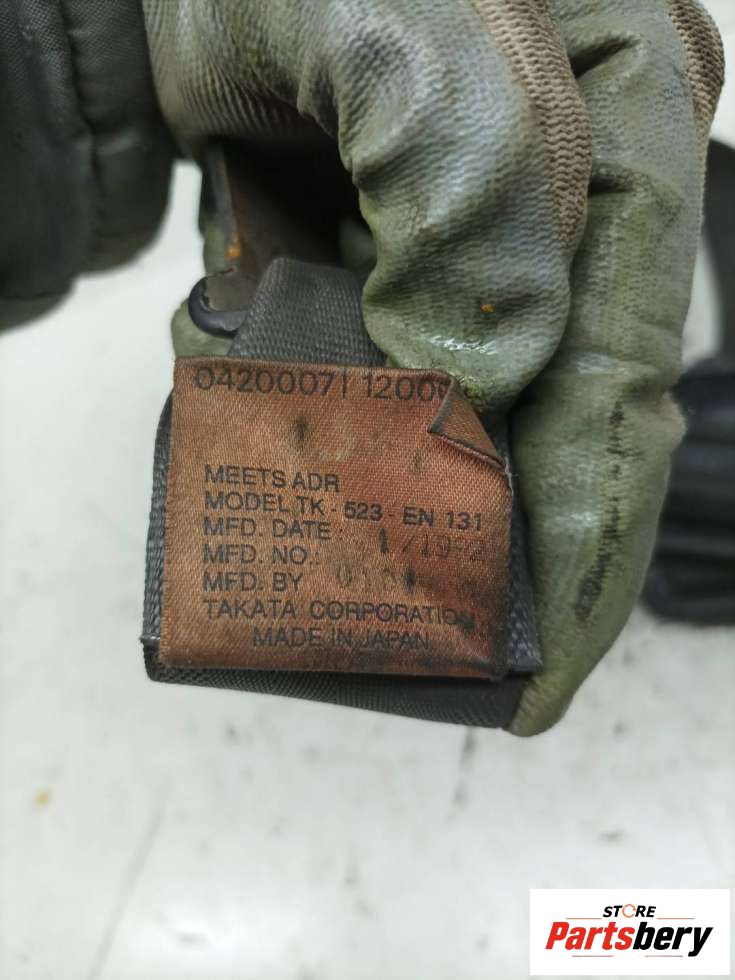 04200071 1200
MEETS ADR
MODEL TK - 523 - EN 131
MFD. DATE
MFD. NO.:
MFD. BY
TAKATA CORPORATION
MADE IN JAPAN
STORE
Partsbery